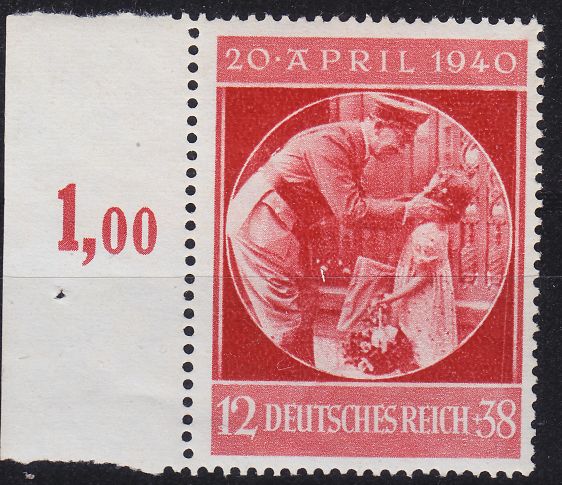 20·APRIL 1940
1,00
12 DEUTSCHES REICH+38